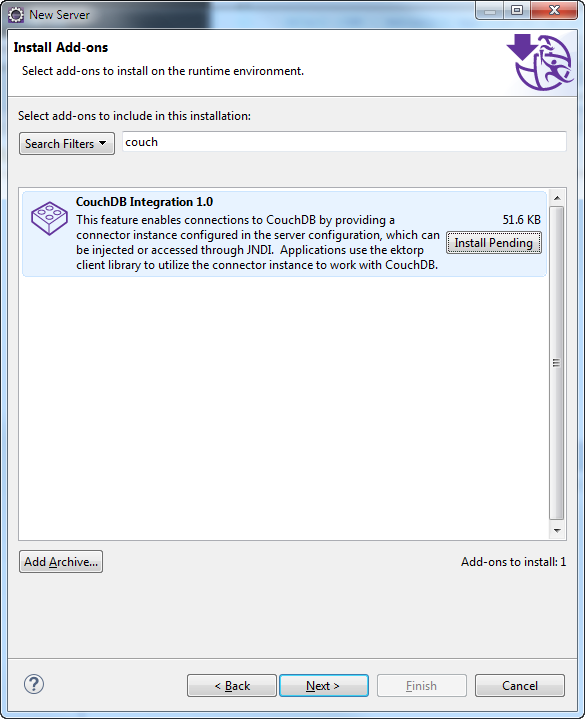 New Server
Install Add-ons
Select add-ons to install on the runtime environment.
Select add-ons to include in this installation:
Search Filters
couch
CouchDB Integration 1.0
This feature enables connections to CouchDB by providing a
connector instance configured in the server configuration, which can
be injected or accessed through JNDI.  Applications use the ektorp
client library to utilize the connector instance to work with CouchDB.
51.6 KB
Install Pending
Add Archive...
Add-ons to install: 1
?
< Back
Next >
Finish
Cancel